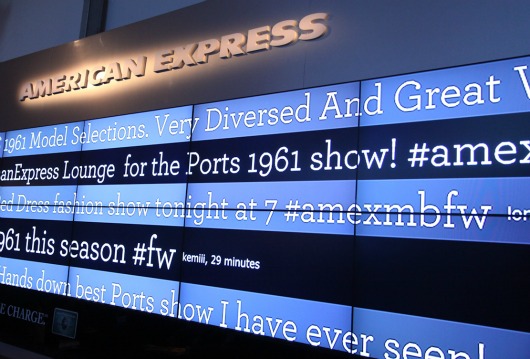 AMERICAN EXPRESS
1961 Model Selections. Very Diversed And Great
anExpress Lounge for the Ports 1961 show! #amex
ed Dress fashion show tonight at 7 #amexmbfw
961 this season #fw kemiii, 29 minutes
Hands down best Ports show I have ever seen!
E CHARGE.